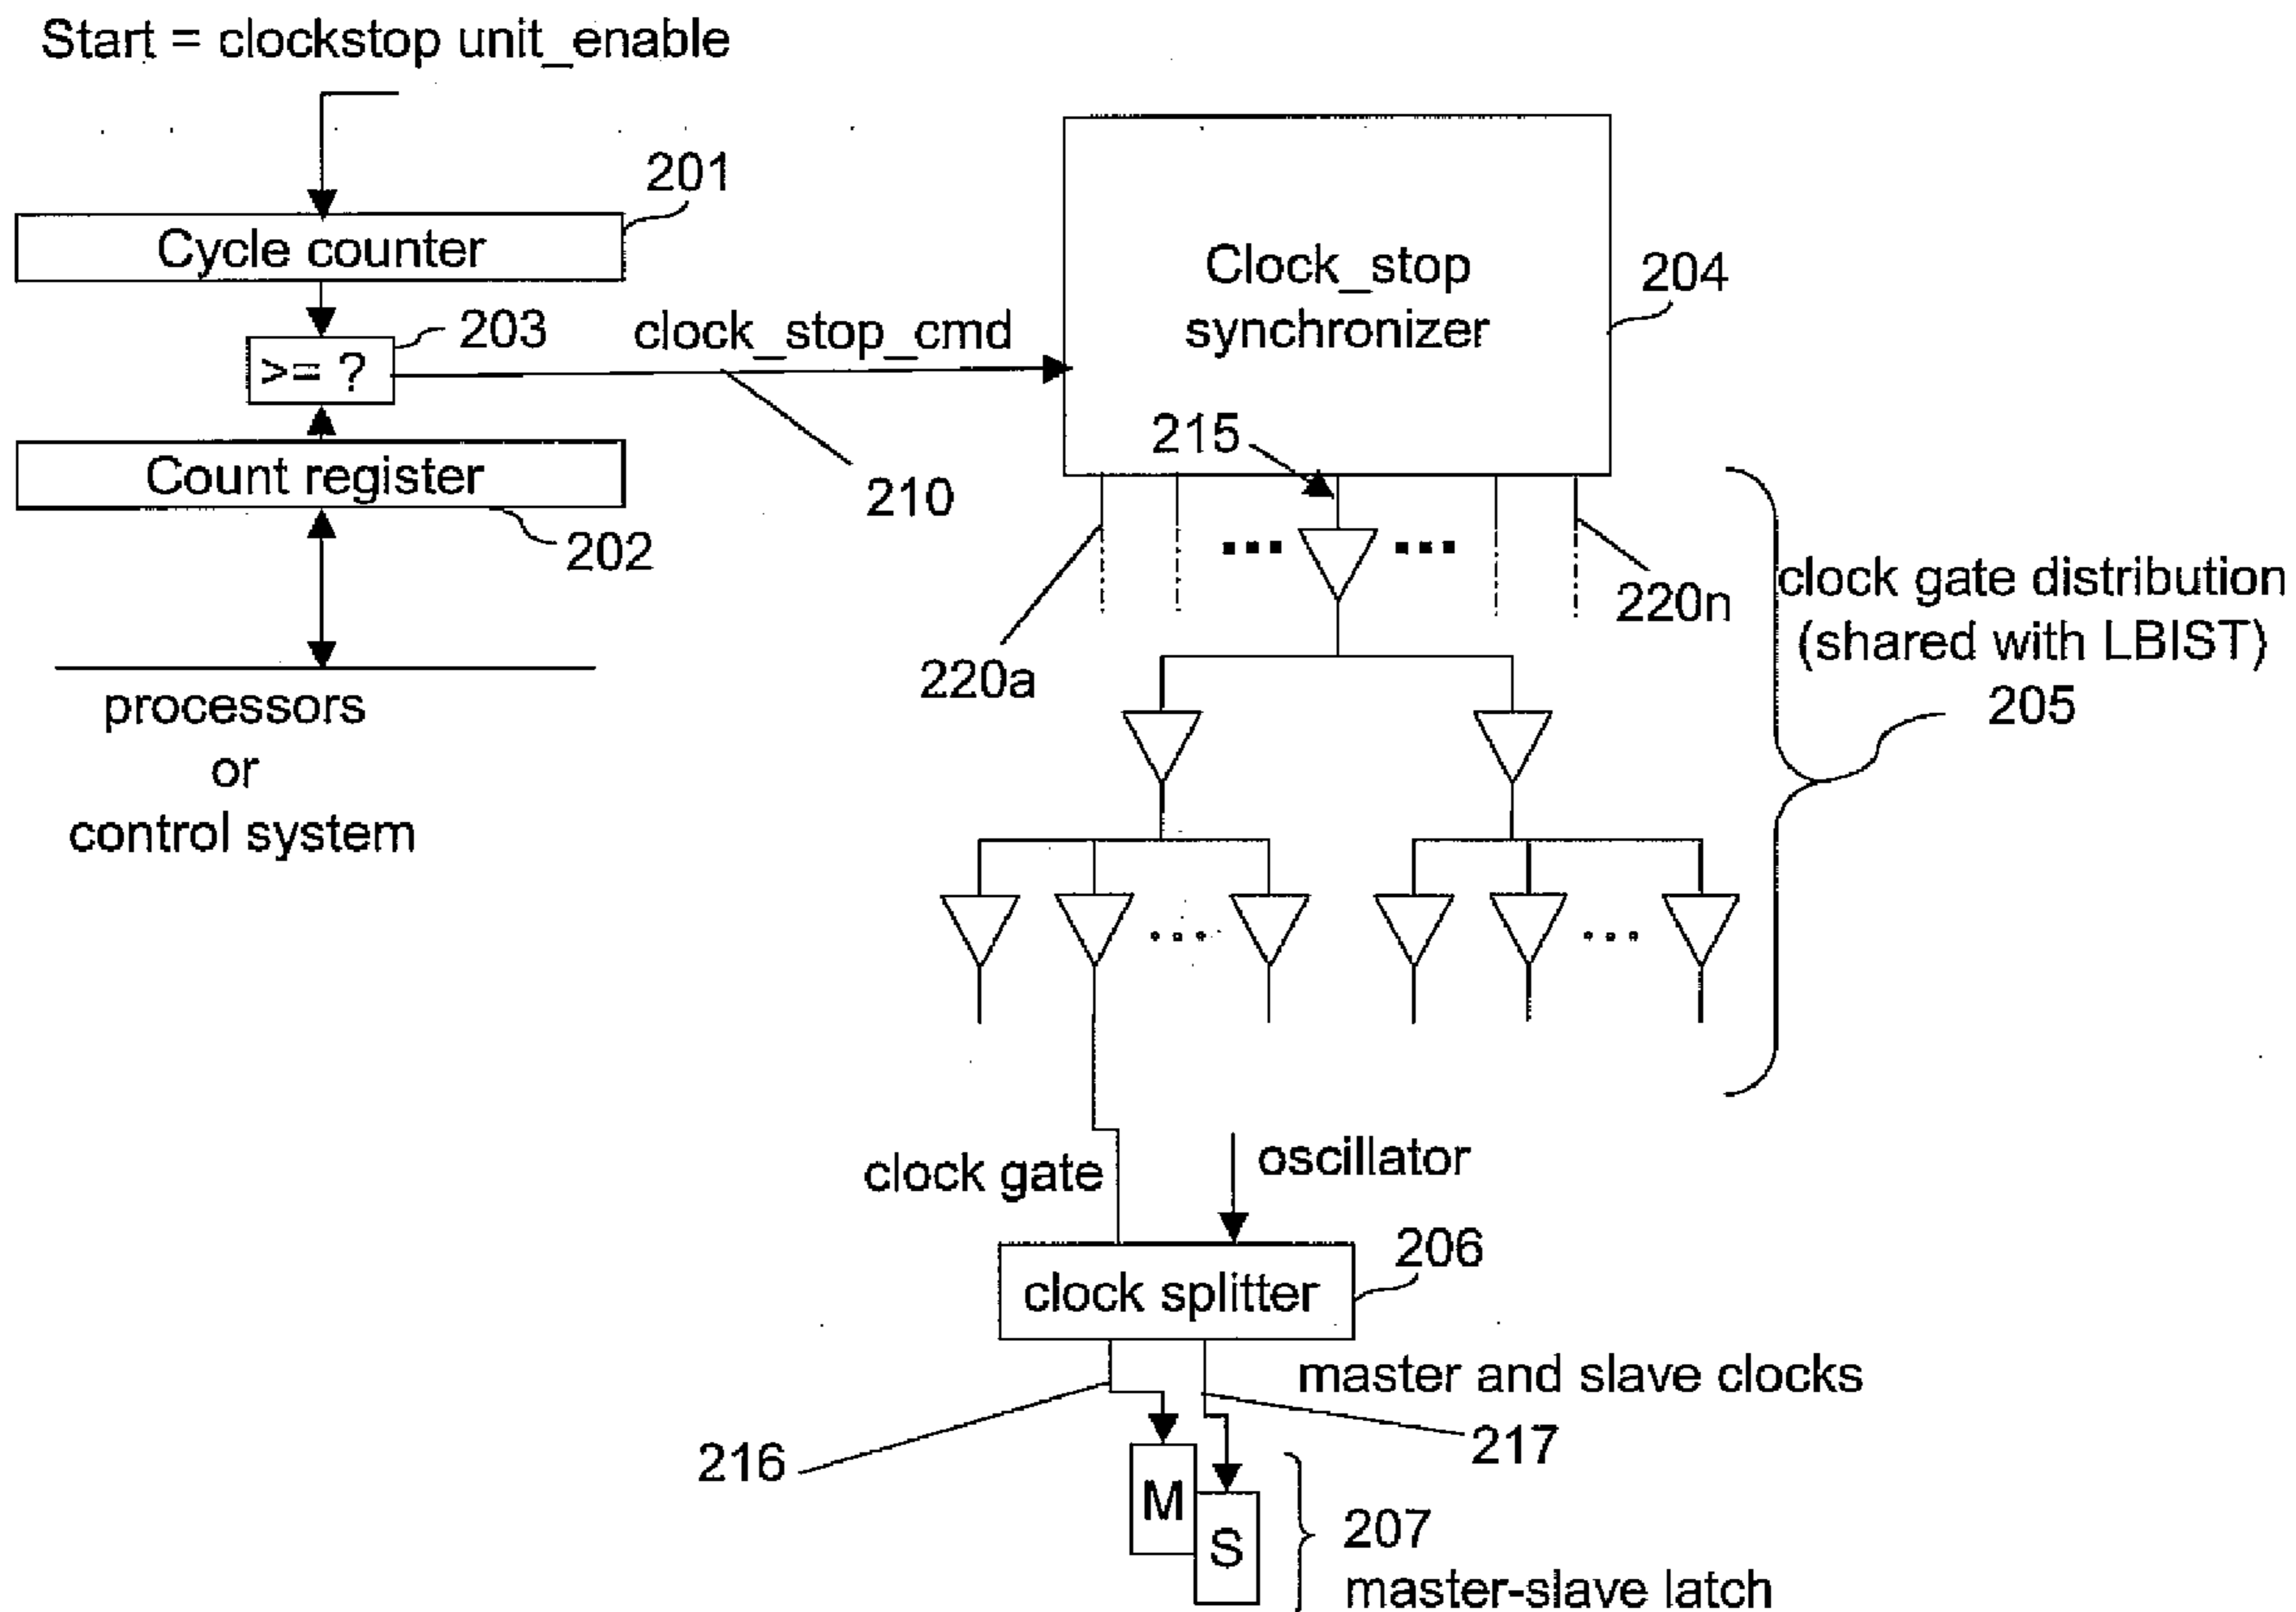 Start = clockstop unit_enable
201
Cycle counter
203
>= ?
clock_stop_cmd
Clock_stop
synchronizer
204
Count register
202
210
215
220a
220n
clock gate distribution
(shared with LBIST)
205
processors
or
control system
clock gate
oscillator
clock splitter
206
master and slave clocks
216
217
M
S
207
master-slave latch